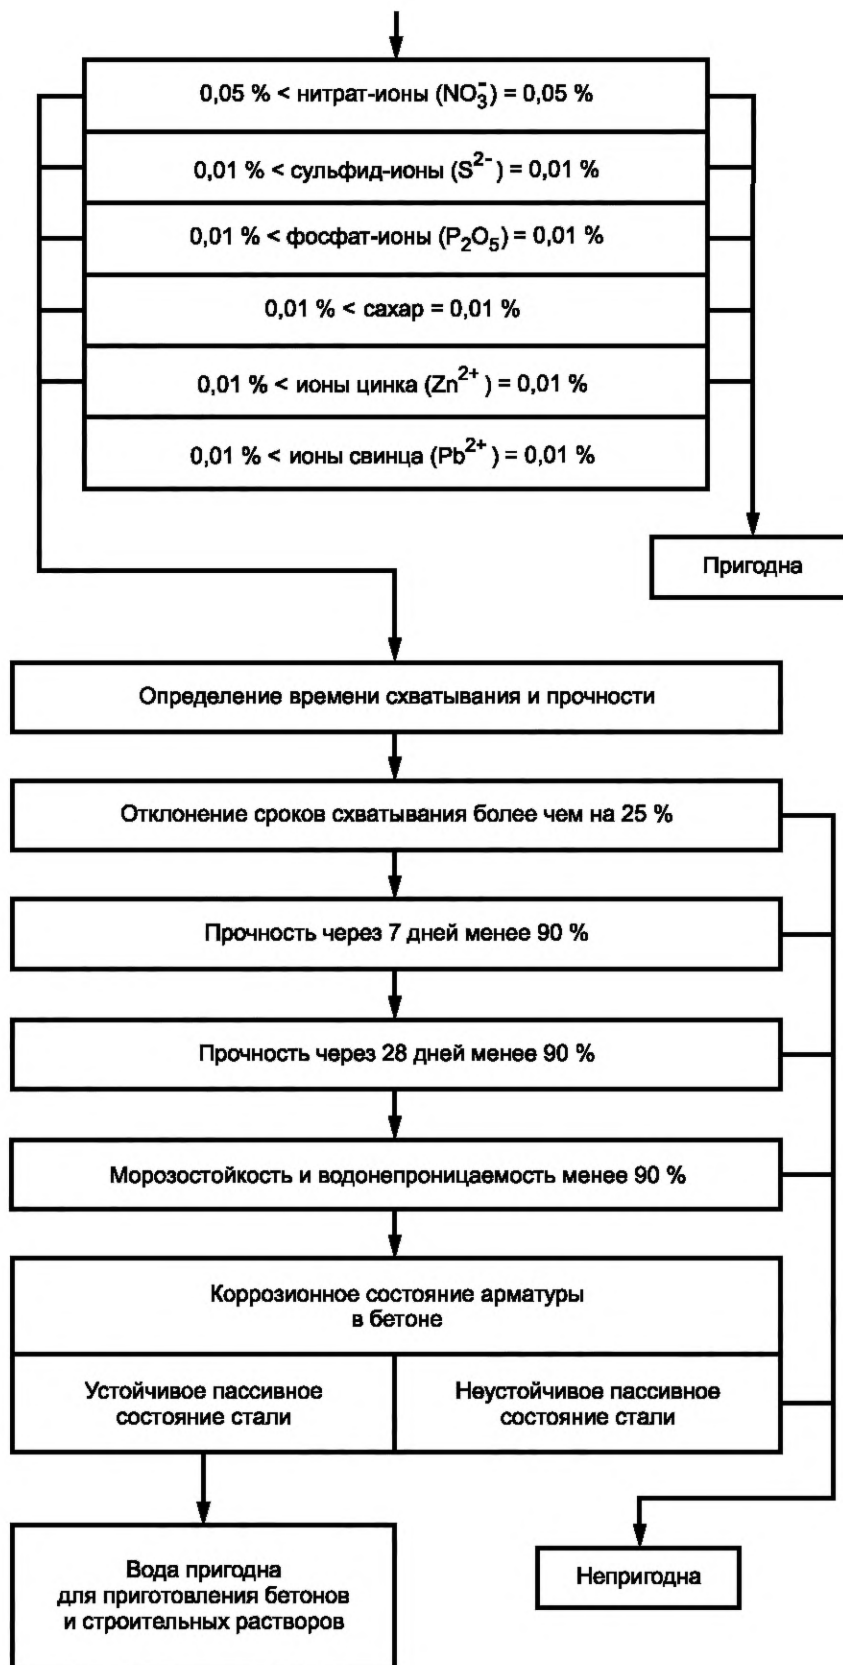 0,05 % < нитрат-ионы (NO₃⁻) = 0,05 %
0,01 % < сульфид-ионы (S²⁻) = 0,01 %
0,01 % < фосфат-ионы (P₂O₅) = 0,01 %
0,01 % < сахар = 0,01 %
0,01 % < ионы цинка (Zn²⁺) = 0,01 %
0,01 % < ионы свинца (Pb²⁺) = 0,01 %
Пригодна
Определение времени схватывания и прочности
Отклонение сроков схватывания более чем на 25 %
Прочность через 7 дней менее 90 %
Прочность через 28 дней менее 90 %
Морозостойкость и водонепроницаемость менее 90 %
Коррозионное состояние арматуры
в бетоне
Устойчивое пассивное
состояние стали
Неустойчивое пассивное
состояние стали
Вода пригодна
для приготовления бетонов
и строительных растворов
Непригодна